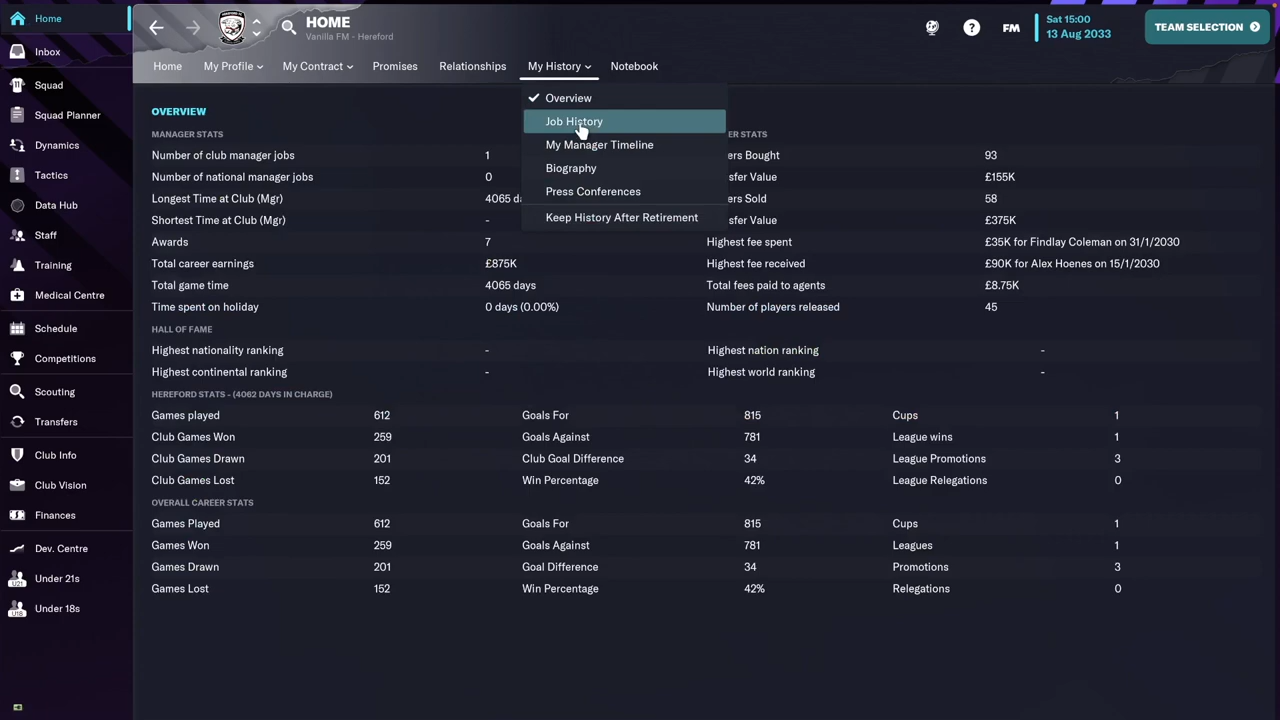 Home
HOME
Vanilla FM - Hereford
FM
Sat 15:00
13 Aug 2033
TEAM SELECTION
Inbox
Home
My Profile
My Contract
Promises
Relationships
My History
Notebook
Squad
Squad Planner
Dynamics
Tactics
Data Hub
Staff
Training
Medical Centre
Schedule
Competitions
Scouting
Transfers
Club Info
Club Vision
Finances
Dev. Centre
Under 21s
Under 18s
Overview
Job History
My Manager Timeline
Biography
Press Conferences
Keep History After Retirement
OVERVIEW
MANAGER STATS
Number of club manager jobs 1
Number of national manager jobs 0
Longest Time at Club (Mgr) 4065
Shortest Time at Club (Mgr) -
Awards 7
Total career earnings £875K
Total game time 4065 days
Time spent on holiday 0 days (0.00%)
STATS
Bought 93
Value £155K
Sold 58
Value £375K
Highest fee spent £35K for Findlay Coleman on 31/1/2030
Highest fee received £90K for Alex Hoenes on 15/1/2030
Total fees paid to agents £8.75K
Number of players released 45
HALL OF FAME
Highest nationality ranking -
Highest nation ranking -
Highest continental ranking -
Highest world ranking -
HEREFORD STATS - (4062 DAYS IN CHARGE)
Games played 612 Goals For 815 Cups 1
Club Games Won 259 Goals Against 781 League wins 1
Club Games Drawn 201 Club Goal Difference 34 League Promotions 3
Club Games Lost 152 Win Percentage 42% League Relegations 0
OVERALL CAREER STATS
Games Played 612 Goals For 815 Cups 1
Games Won 259 Goals Against 781 Leagues 1
Games Drawn 201 Goal Difference 34 Promotions 3
Games Lost 152 Win Percentage 42% Relegations 0